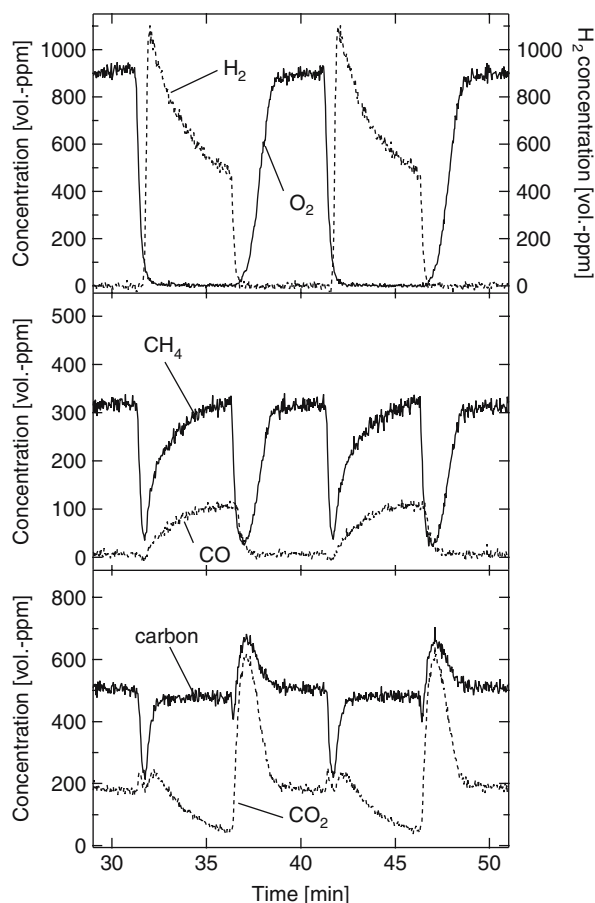 Concentration [vol.-ppm]
1000
800
600
400
200
0
H₂
O₂
1000
800
600
400
200
0
H₂ concentration [vol.-ppm]
Concentration [vol.-ppm]
500
400
300
200
100
0
CH₄
CO
Concentration [vol.-ppm]
800
600
400
200
0
carbon
CO₂
30
35
40
45
50
Time [min]